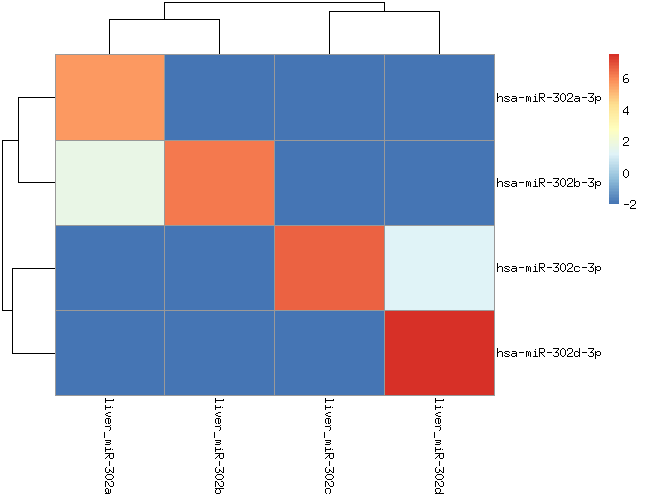 hsa-miR-302a-3p
hsa-miR-302b-3p
hsa-miR-302c-3p
hsa-miR-302d-3p
6
4
2
0
-2
liver_miR-302a
liver_miR-302b
liver_miR-302c
liver_miR-302d